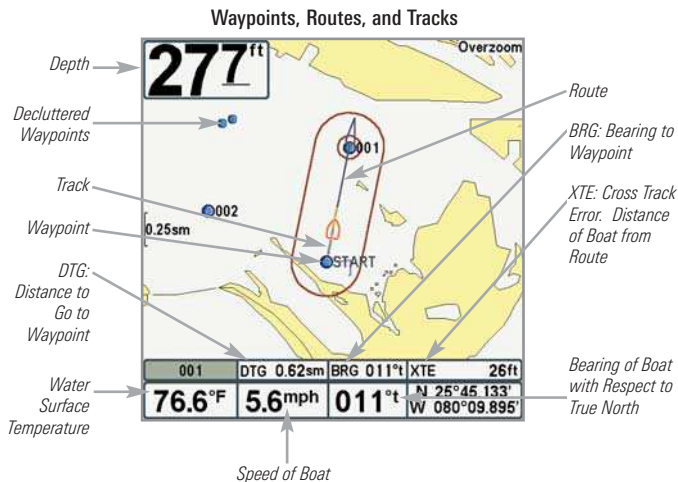 Waypoints, Routes, and Tracks
Depth
277 ft
Overzoom
Decluttered
Waypoints
Route
BRG: Bearing to
Waypoint
001
Track
XTE: Cross Track
Error. Distance
of Boat from
Route
Waypoint
002
0.25sm
START
DTG:
Distance to
Go to
Waypoint
001
DTG 0.62sm
BRG 011°t
XTE 26ft
Water
Surface
Temperature
76.6°F
5.6mph
011°t
N 25°45.133'
W 080°09.895'
Bearing of Boat
with Respect to
True North
Speed of Boat